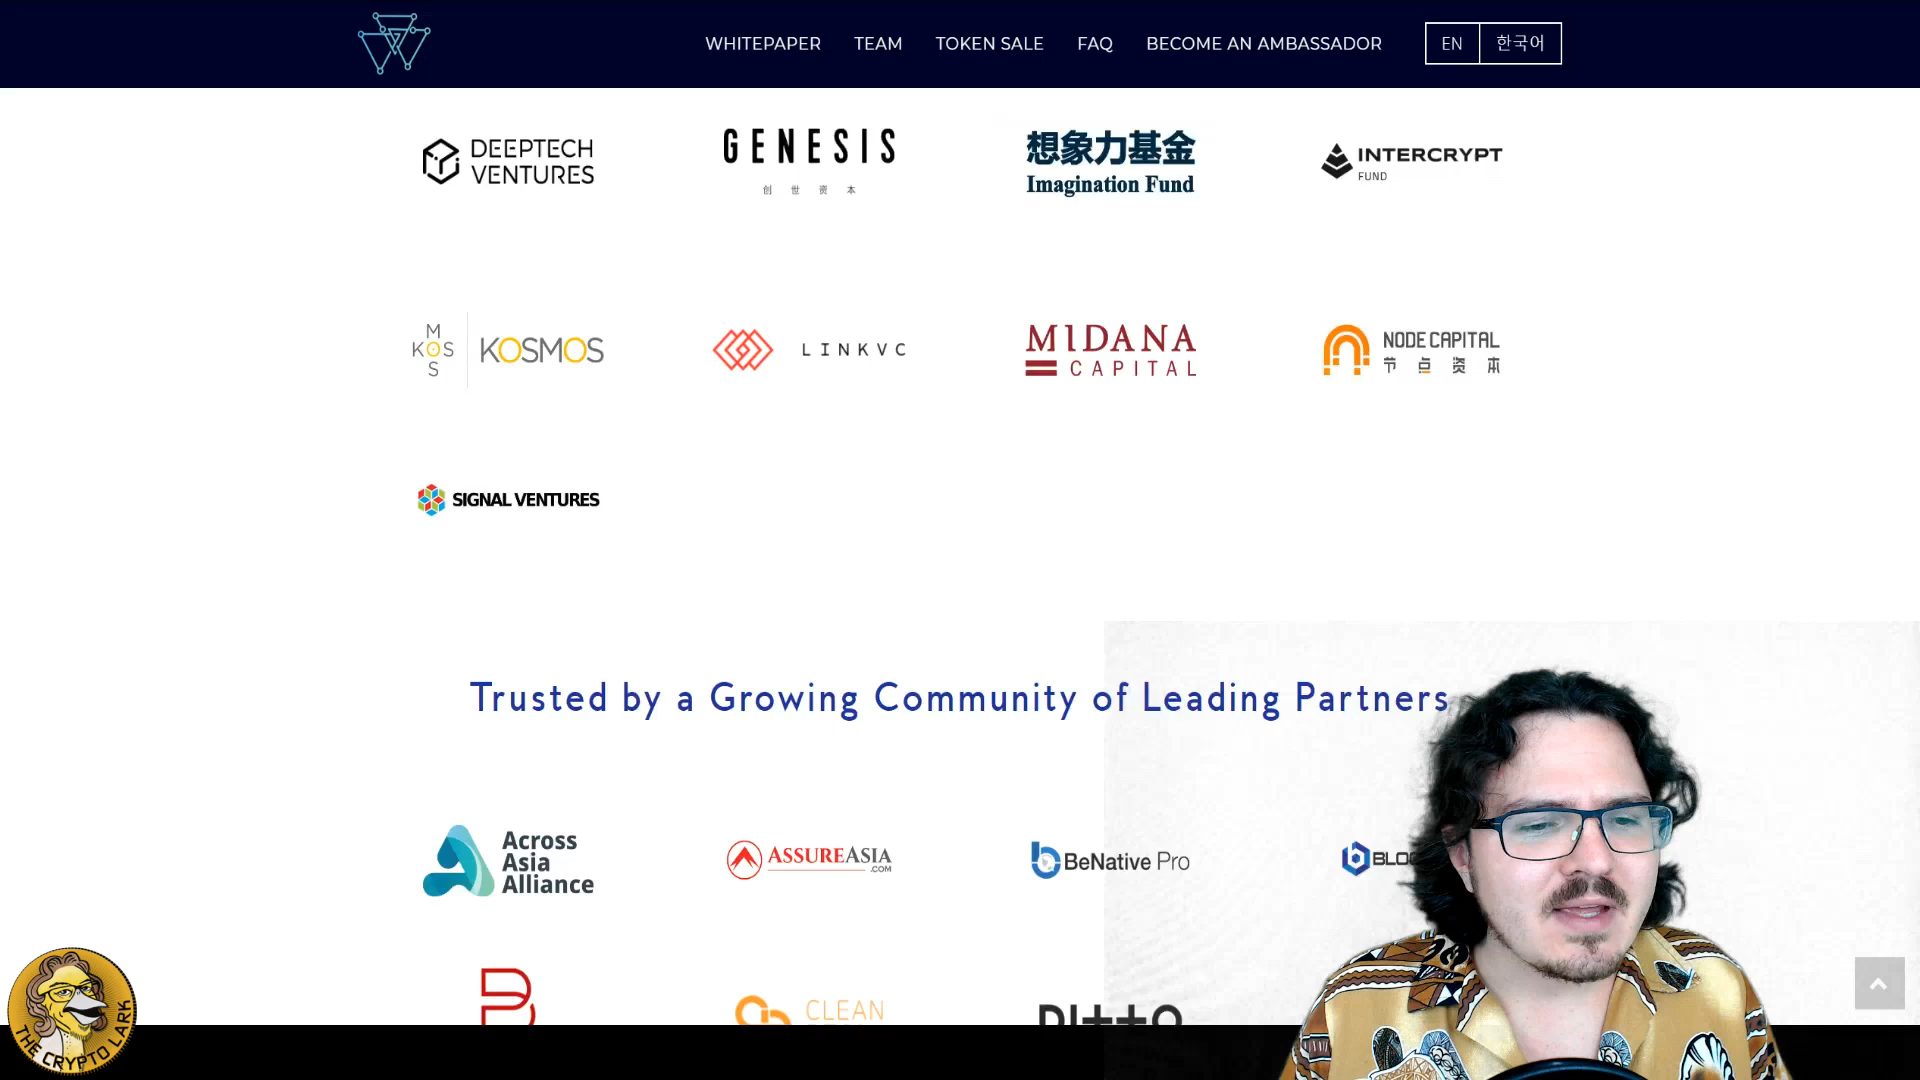 WHITEPAPER TEAM TOKEN SALE FAQ BECOME AN AMBASSADOR EN 한국어
DEEPTECH
VENTURES
GENESIS
创世资本
想象力基金
Imagination Fund
INTERCRYPT
FUND
M
KOS
S
KOSMOS
LINKVC
MIDANA
CAPITAL
NODE CAPITAL
节点资本
SIGNAL VENTURES
Trusted by a Growing Community of Leading Partners
Across
Asia
Alliance
ASSUREASIA
.COM
BeNative Pro
CLEAN
DITTO
THE CRYPTO LARK